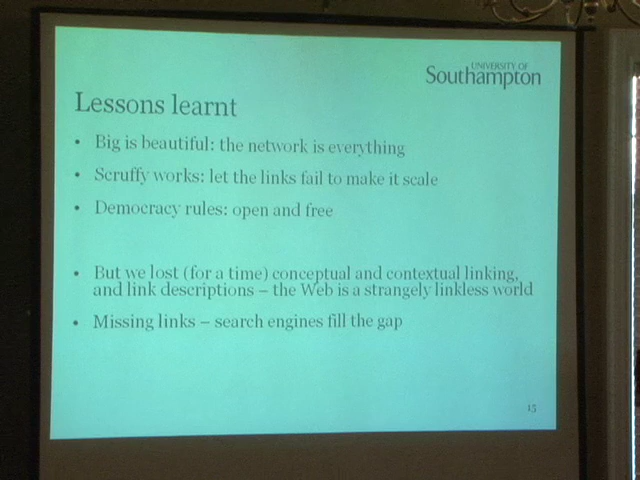 UNIVERSITY OF
Southampton
Lessons learnt
• Big is beautiful: the network is everything
• Scruffy works: let the links fail to make it scale
• Democracy rules: open and free
• But we lost (for a time) conceptual and contextual linking,
and link descriptions – the Web is a strangely linkless world
• Missing links – search engines fill the gap
15